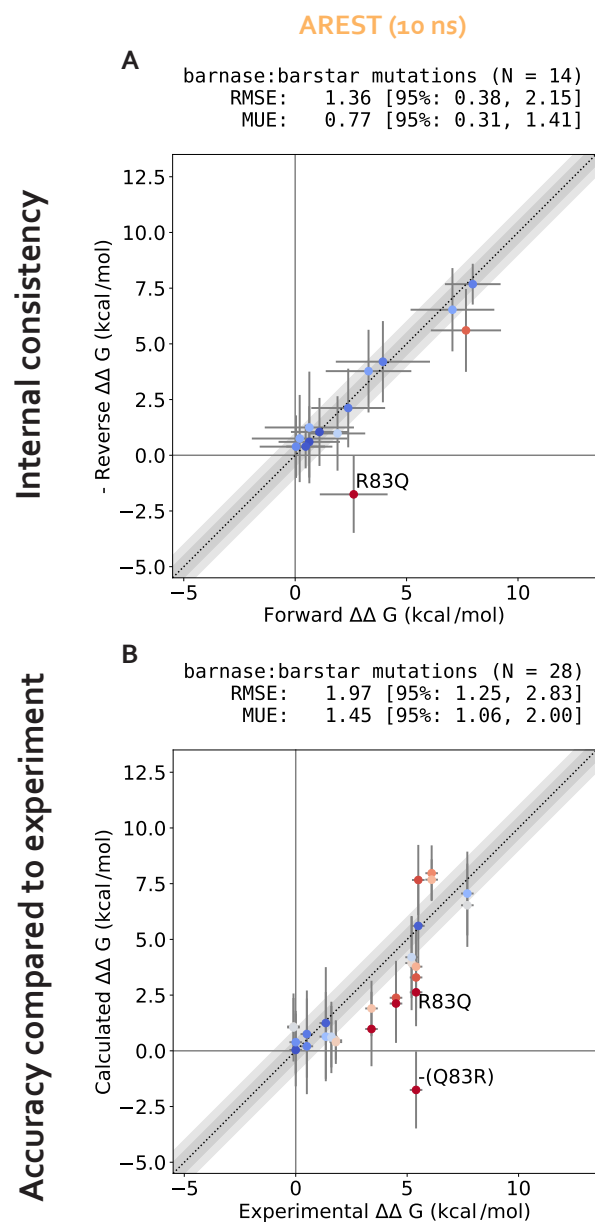 AREST (10 ns)
A
barnase:barstar mutations (N = 14)
RMSE: 1.36 [95%: 0.38, 2.15]
MUE: 0.77 [95%: 0.31, 1.41]
Internal consistency
- Reverse ΔΔ G (kcal/mol)
12.5
10.0
7.5
5.0
2.5
0.0
−2.5
−5.0
R83Q
−5 0 5 10
Forward ΔΔ G (kcal/mol)
B
barnase:barstar mutations (N = 28)
RMSE: 1.97 [95%: 1.25, 2.83]
MUE: 1.45 [95%: 1.06, 2.00]
Accuracy compared to experiment
Calculated ΔΔ G (kcal/mol)
12.5
10.0
7.5
5.0
2.5
0.0
−2.5
−5.0
R83Q
-(Q83R)
−5 0 5 10
Experimental ΔΔ G (kcal/mol)